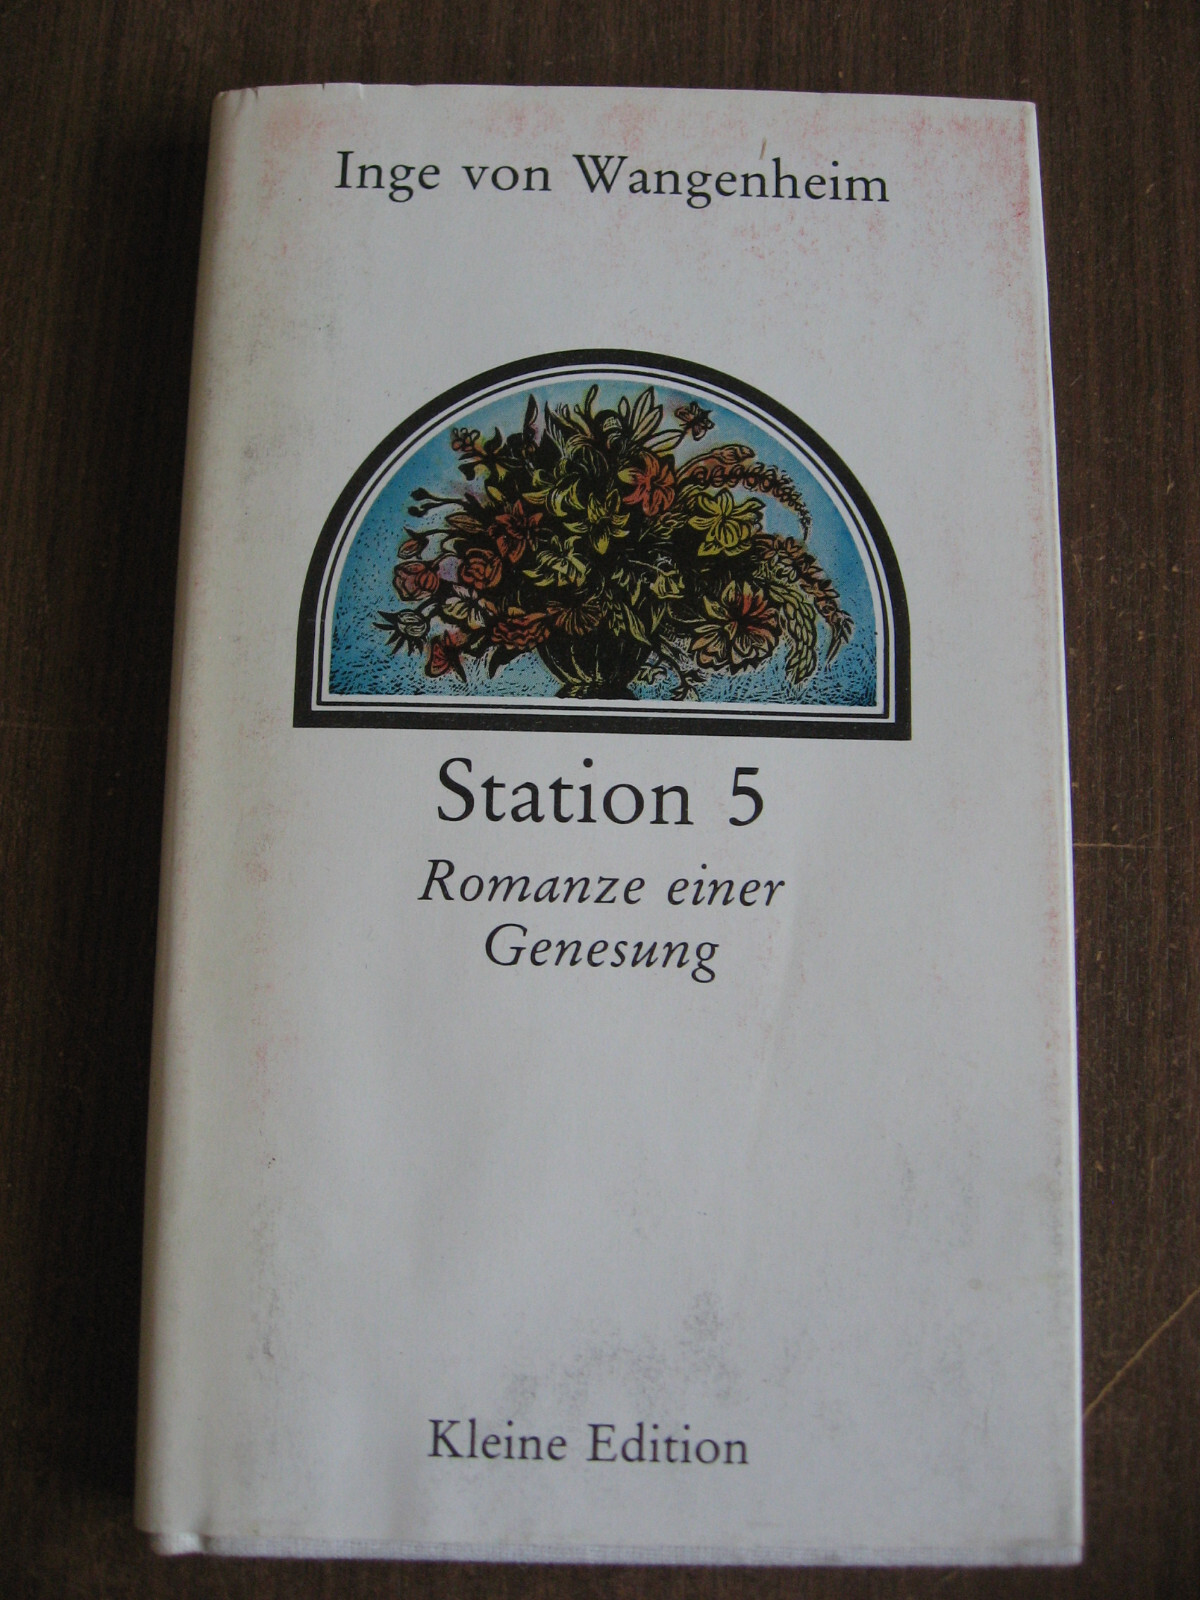 Inge von Wangenheim
Station 5
Romanze einer
Genesung
Kleine Edition